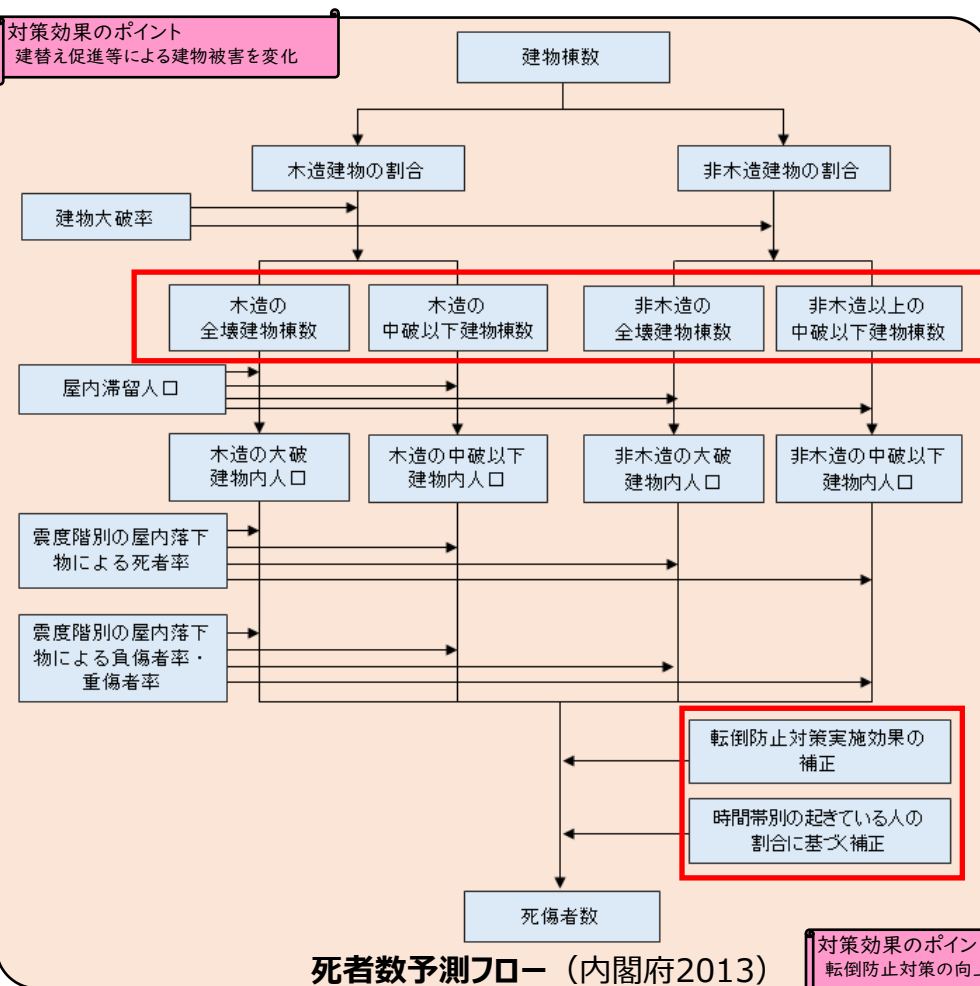 対策効果のポイント
建替え促進等による建物被害を変化
建物棟数
木造建物の割合
非木造建物の割合
建物大破率
木造の
全壊建物棟数
木造の
中破以下建物棟数
非木造の
全壊建物棟数
非木造以上の
中破以下建物棟数
屋内滞留人口
木造の大破
建物内人口
木造の中破以下
建物内人口
非木造の大破
建物内人口
非木造の中破以下
建物内人口
震度階別の屋内落下
物による死者率
震度階別の屋内落下
物による負傷者率・
重傷者率
転倒防止対策実施効果の
補正
時間帯別の起きている人の
割合に基づく補正
死傷者数
死者数予測フロー（内閣府2013）
対策効果のポイン
転倒防止対策の向